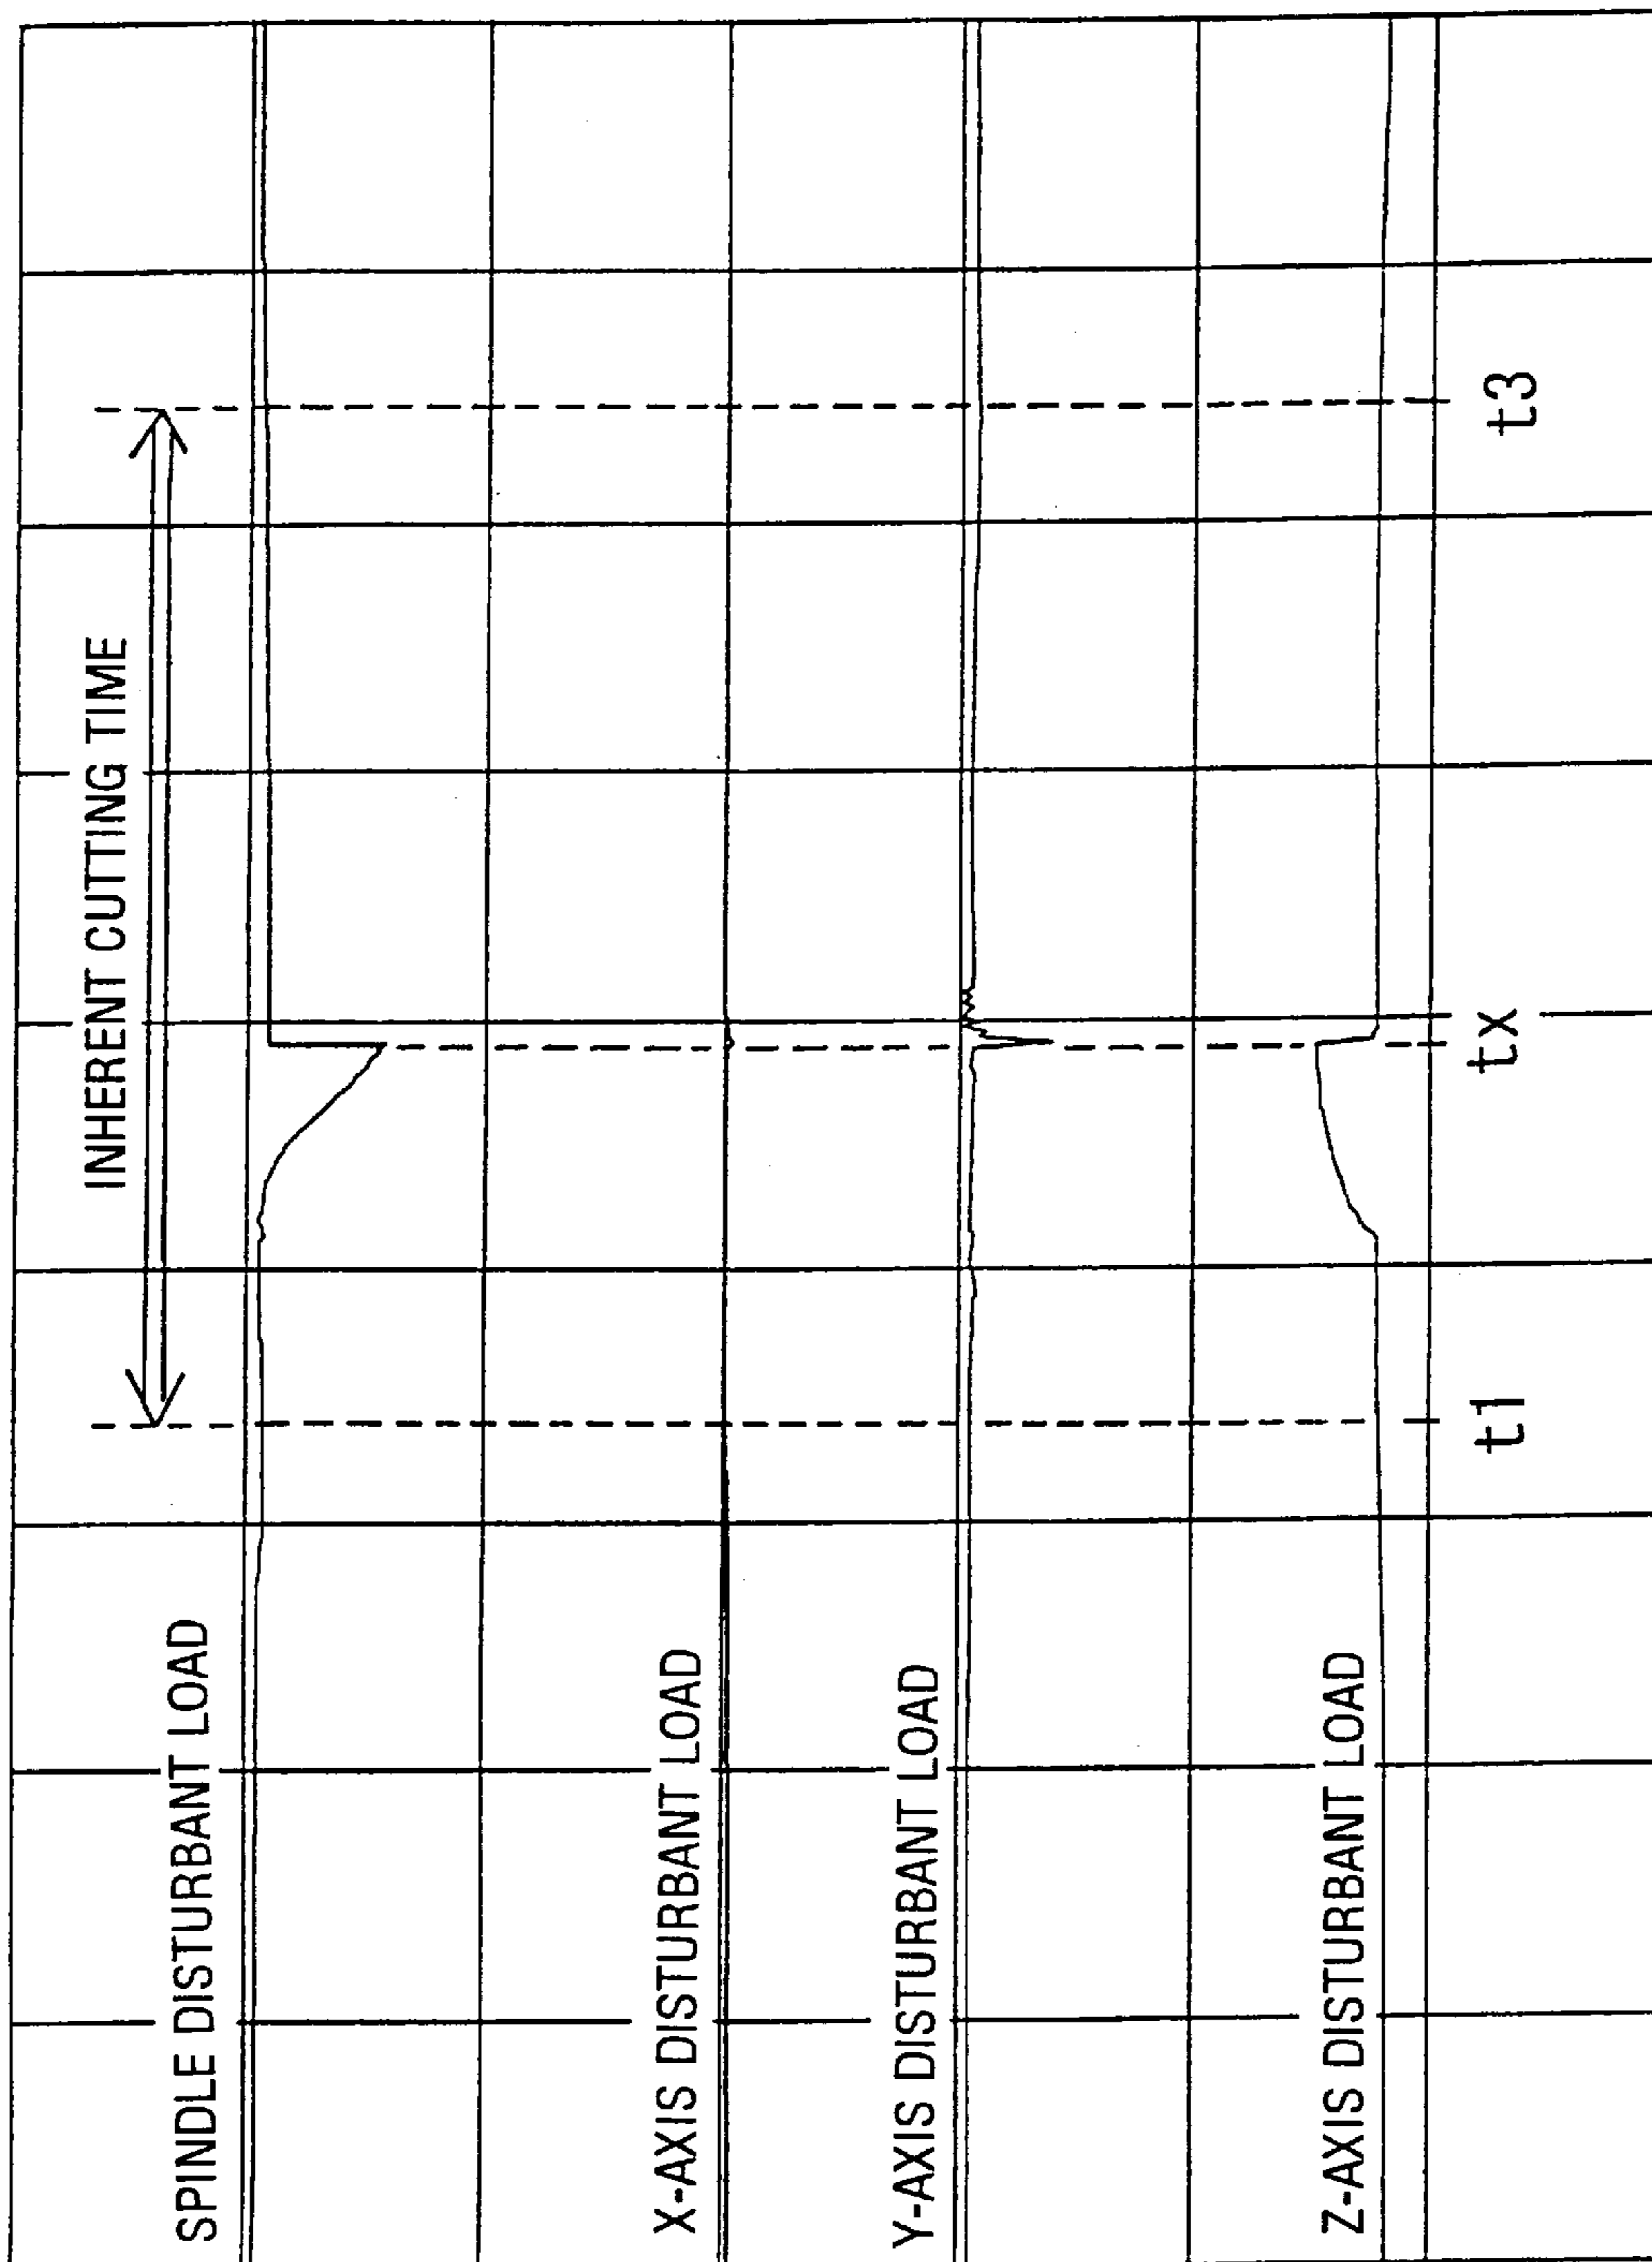 INHERENT CUTTING TIME
SPINDLE DISTURBANT LOAD
X-AXIS DISTURBANT LOAD
Y-AXIS DISTURBANT LOAD
Z-AXIS DISTURBANT LOAD
t1
tx
t3